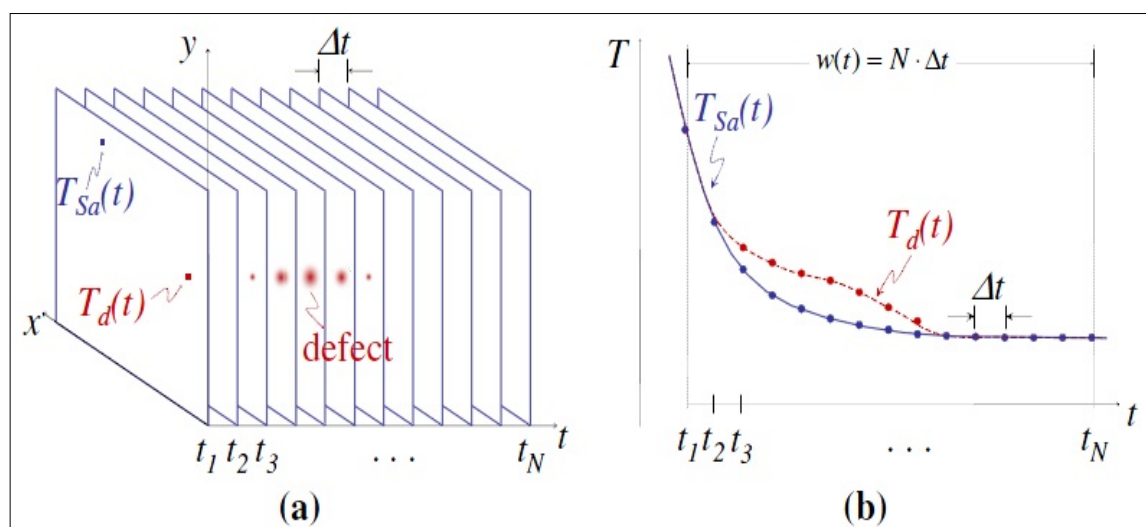 y
Δt
T_Sa(t)
T_d(t)
defect
x
t_1 t_2 t_3 . . . t_N
t
(a)
T
w(t) = N · Δt
T_Sa(t)
T_d(t)
Δt
t
t_1 t_2 t_3 . . . t_N
(b)